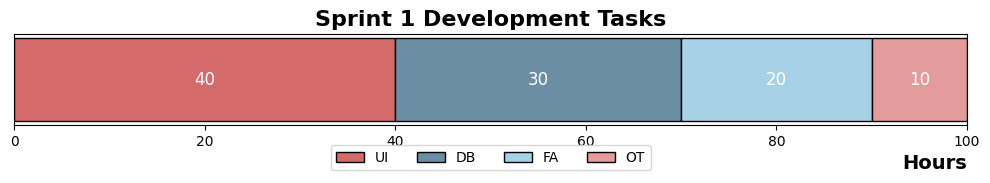 Sprint 1 Development Tasks
40 30 20 10
0 20 40 60 80 100
UI DB FA OT
Hours